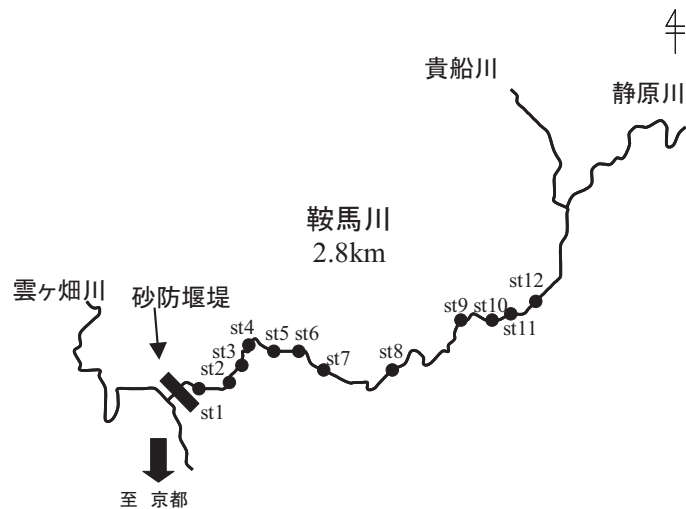 貴船川
静原川
鞍馬川
2.8km
雲ヶ畑川
砂防堰堤
st12
st9
st10
st11
st4
st5
st6
st3
st7
st8
st2
st1
至 京都